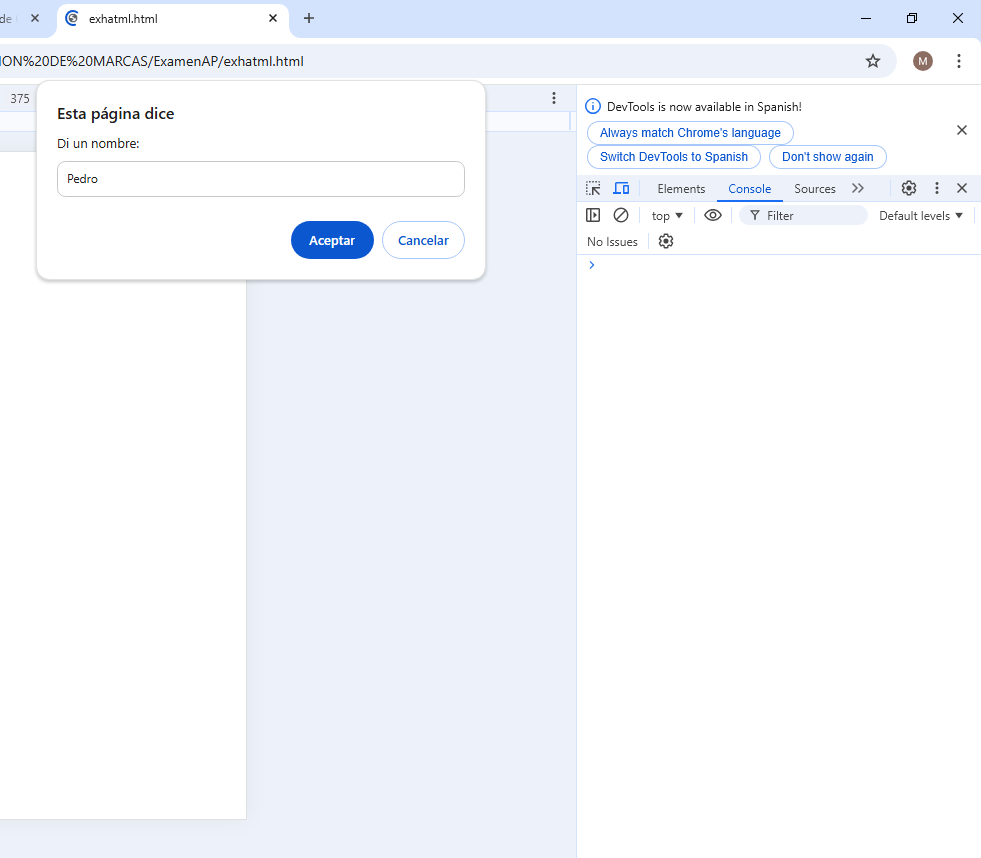 de
exhatml.html
ION%20DE%20MARCAS/ExamenAP/exhatml.html
M
375
Esta página dice
Di un nombre:
Pedro
Aceptar
Cancelar
DevTools is now available in Spanish!
Always match Chrome's language
Switch DevTools to Spanish
Don't show again
Elements
Console
Sources
top
Filter
Default levels
No Issues